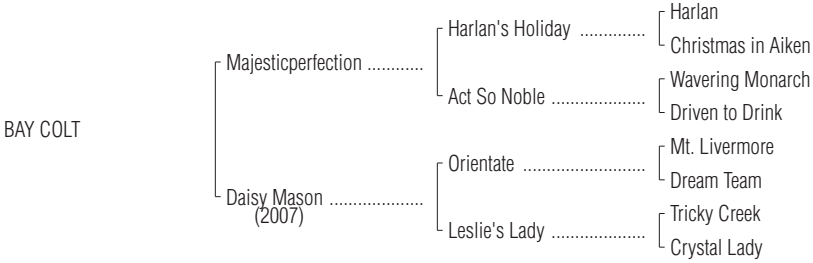 Harlan
Harlan's Holiday ..............
Christmas in Aiken
Majesticperfection ............
Wavering Monarch
Act So Noble ....................
Driven to Drink
BAY COLT
Mt. Livermore
Orientate ..........................
Dream Team
Daisy Mason ....................
(2007)
Tricky Creek
Leslie's Lady ....................
Crystal Lady